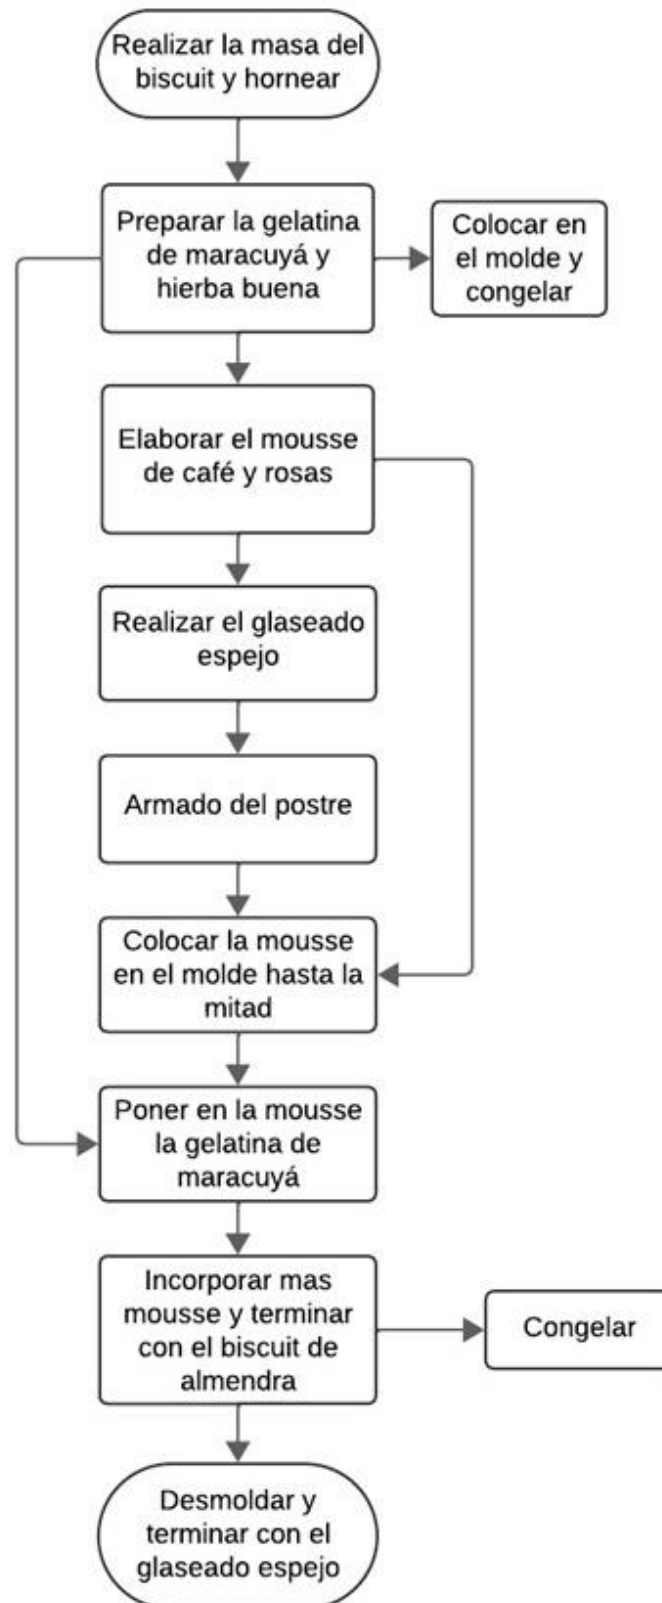 Realizar la masa del
biscuit y hornear
Preparar la gelatina
de maracuyá y
hierba buena
Colocar en
el molde y
congelar
Elaborar el mousse
de café y rosas
Realizar el glaseado
espejo
Armado del postre
Colocar la mousse
en el molde hasta la
mitad
Poner en la mousse
la gelatina de
maracuyá
Incorporar mas
mousse y terminar
con el biscuit de
almendra
Congelar
Desmoldar y
terminar con el
glaseado espejo